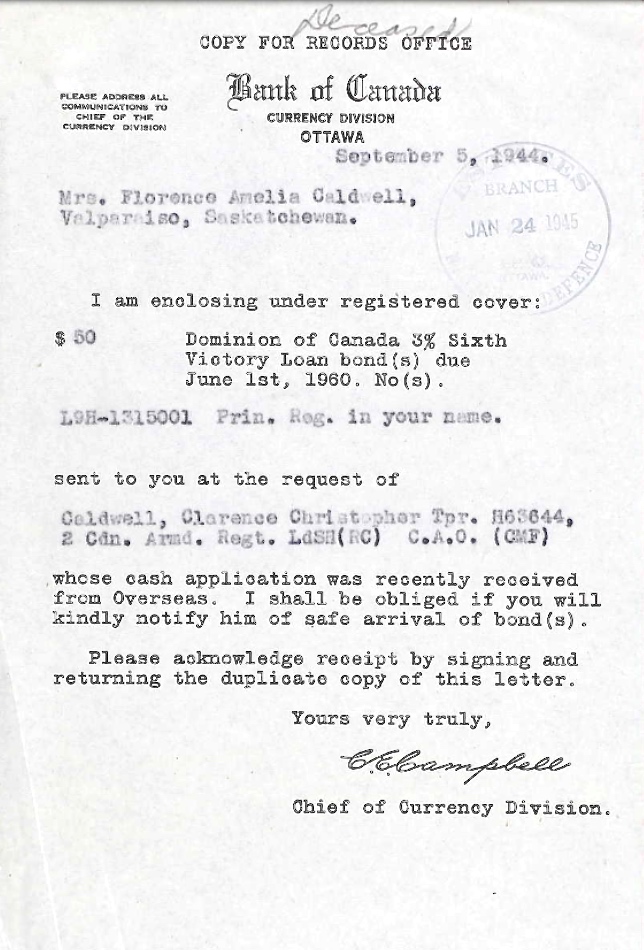 Deceased
COPY FOR RECORDS OFFICE
PLEASE ADDRESS ALL
COMMUNICATIONS TO
CHIEF OF THE
CURRENCY DIVISION
Bank of Canada
CURRENCY DIVISION
OTTAWA
September 5, 1944.
Mrs. Florence Amelia Caldwell,
Valparaiso, Saskatchewan.
ESTATES
BRANCH
JAN 24 1945
OTTAWA
DEFENCE
I am enclosing under registered cover:
$ 50 Dominion of Canada 3% Sixth
Victory Loan bond(s) due
June 1st, 1960. No(s).
L9H-1315001 Prin. Reg. in your name.
sent to you at the request of
Caldwell, Clarence Christopher Tpr. H63644,
2 Cdn. Armd. Regt. LdSH(RC) C.A.O. (CMF)
whose cash application was recently received
from Overseas. I shall be obliged if you will
kindly notify him of safe arrival of bond(s).
Please acknowledge receipt by signing and
returning the duplicate copy of this letter.
Yours very truly,
C.E.Campbell
Chief of Currency Division.